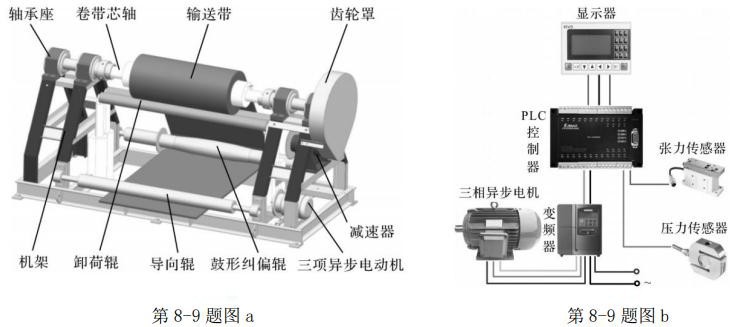 轴承座
卷带芯轴
输送带
齿轮罩
机架
卸荷辊
导向辊
鼓形纠偏辊
减速器
三项异步电动机
第 8-9 题图 a
显示器
PLC
控
制
器
张力传感器
三相异步电机
变
频
器
压力传感器
~
第 8-9 题图 b